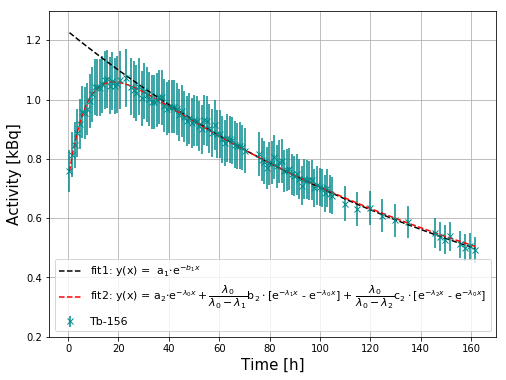 1.2
1.0
0.8
0.6
0.4
0.2
Activity [kBq]
fit1: y(x) = a₁·e^{-b₁x}
fit2: y(x) = a₂·e^{-λ₀x} + λ₀/(λ₀ − λ₁) b₂ · [e^{-λ₁x} - e^{-λ₀x}] + λ₀/(λ₀ − λ₂) c₂ · [e^{-λ₂x} - e^{-λ₀x}]
Tb-156
0 20 40 60 80 100 120 140 160
Time [h]